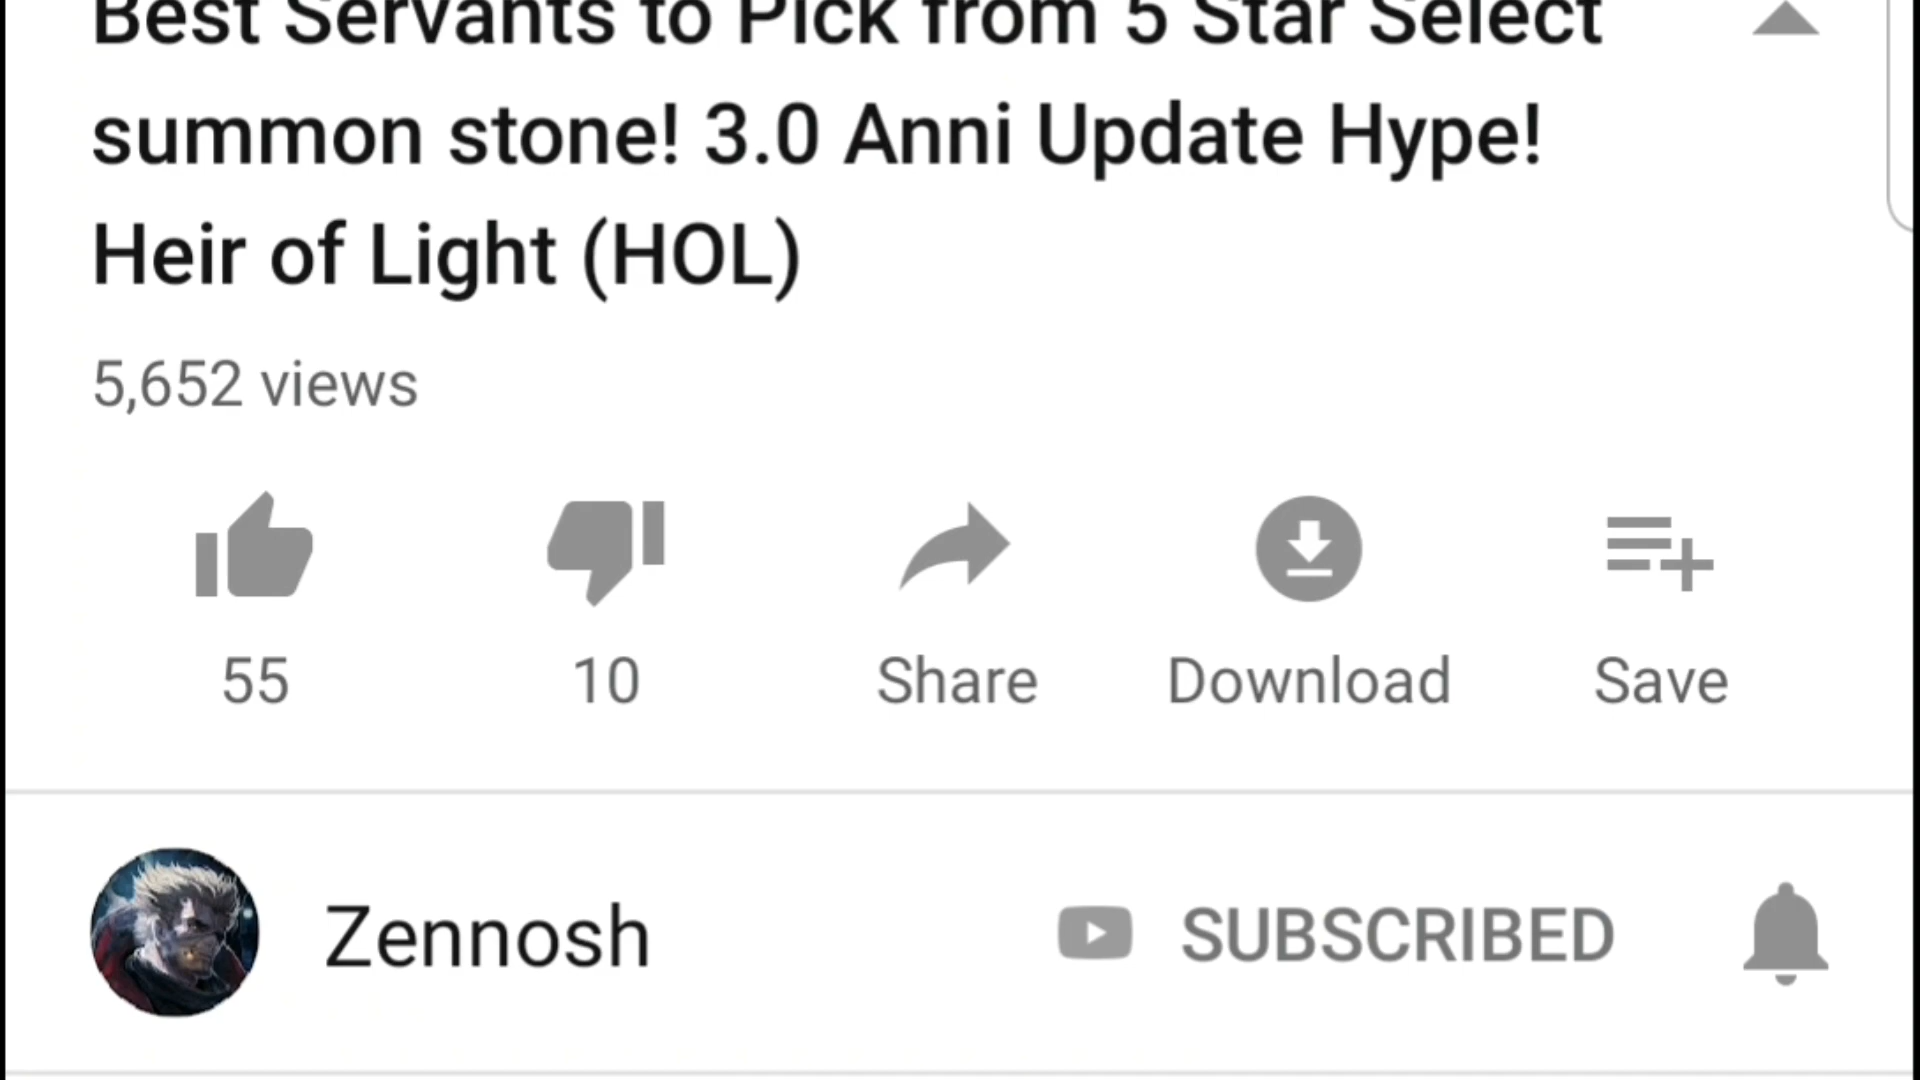 Best Servants to Pick from 5 Star Select
summon stone! 3.0 Anni Update Hype!
Heir of Light (HOL)
5,652 views
55
10
Share
Download
Save
Zennosh
SUBSCRIBED